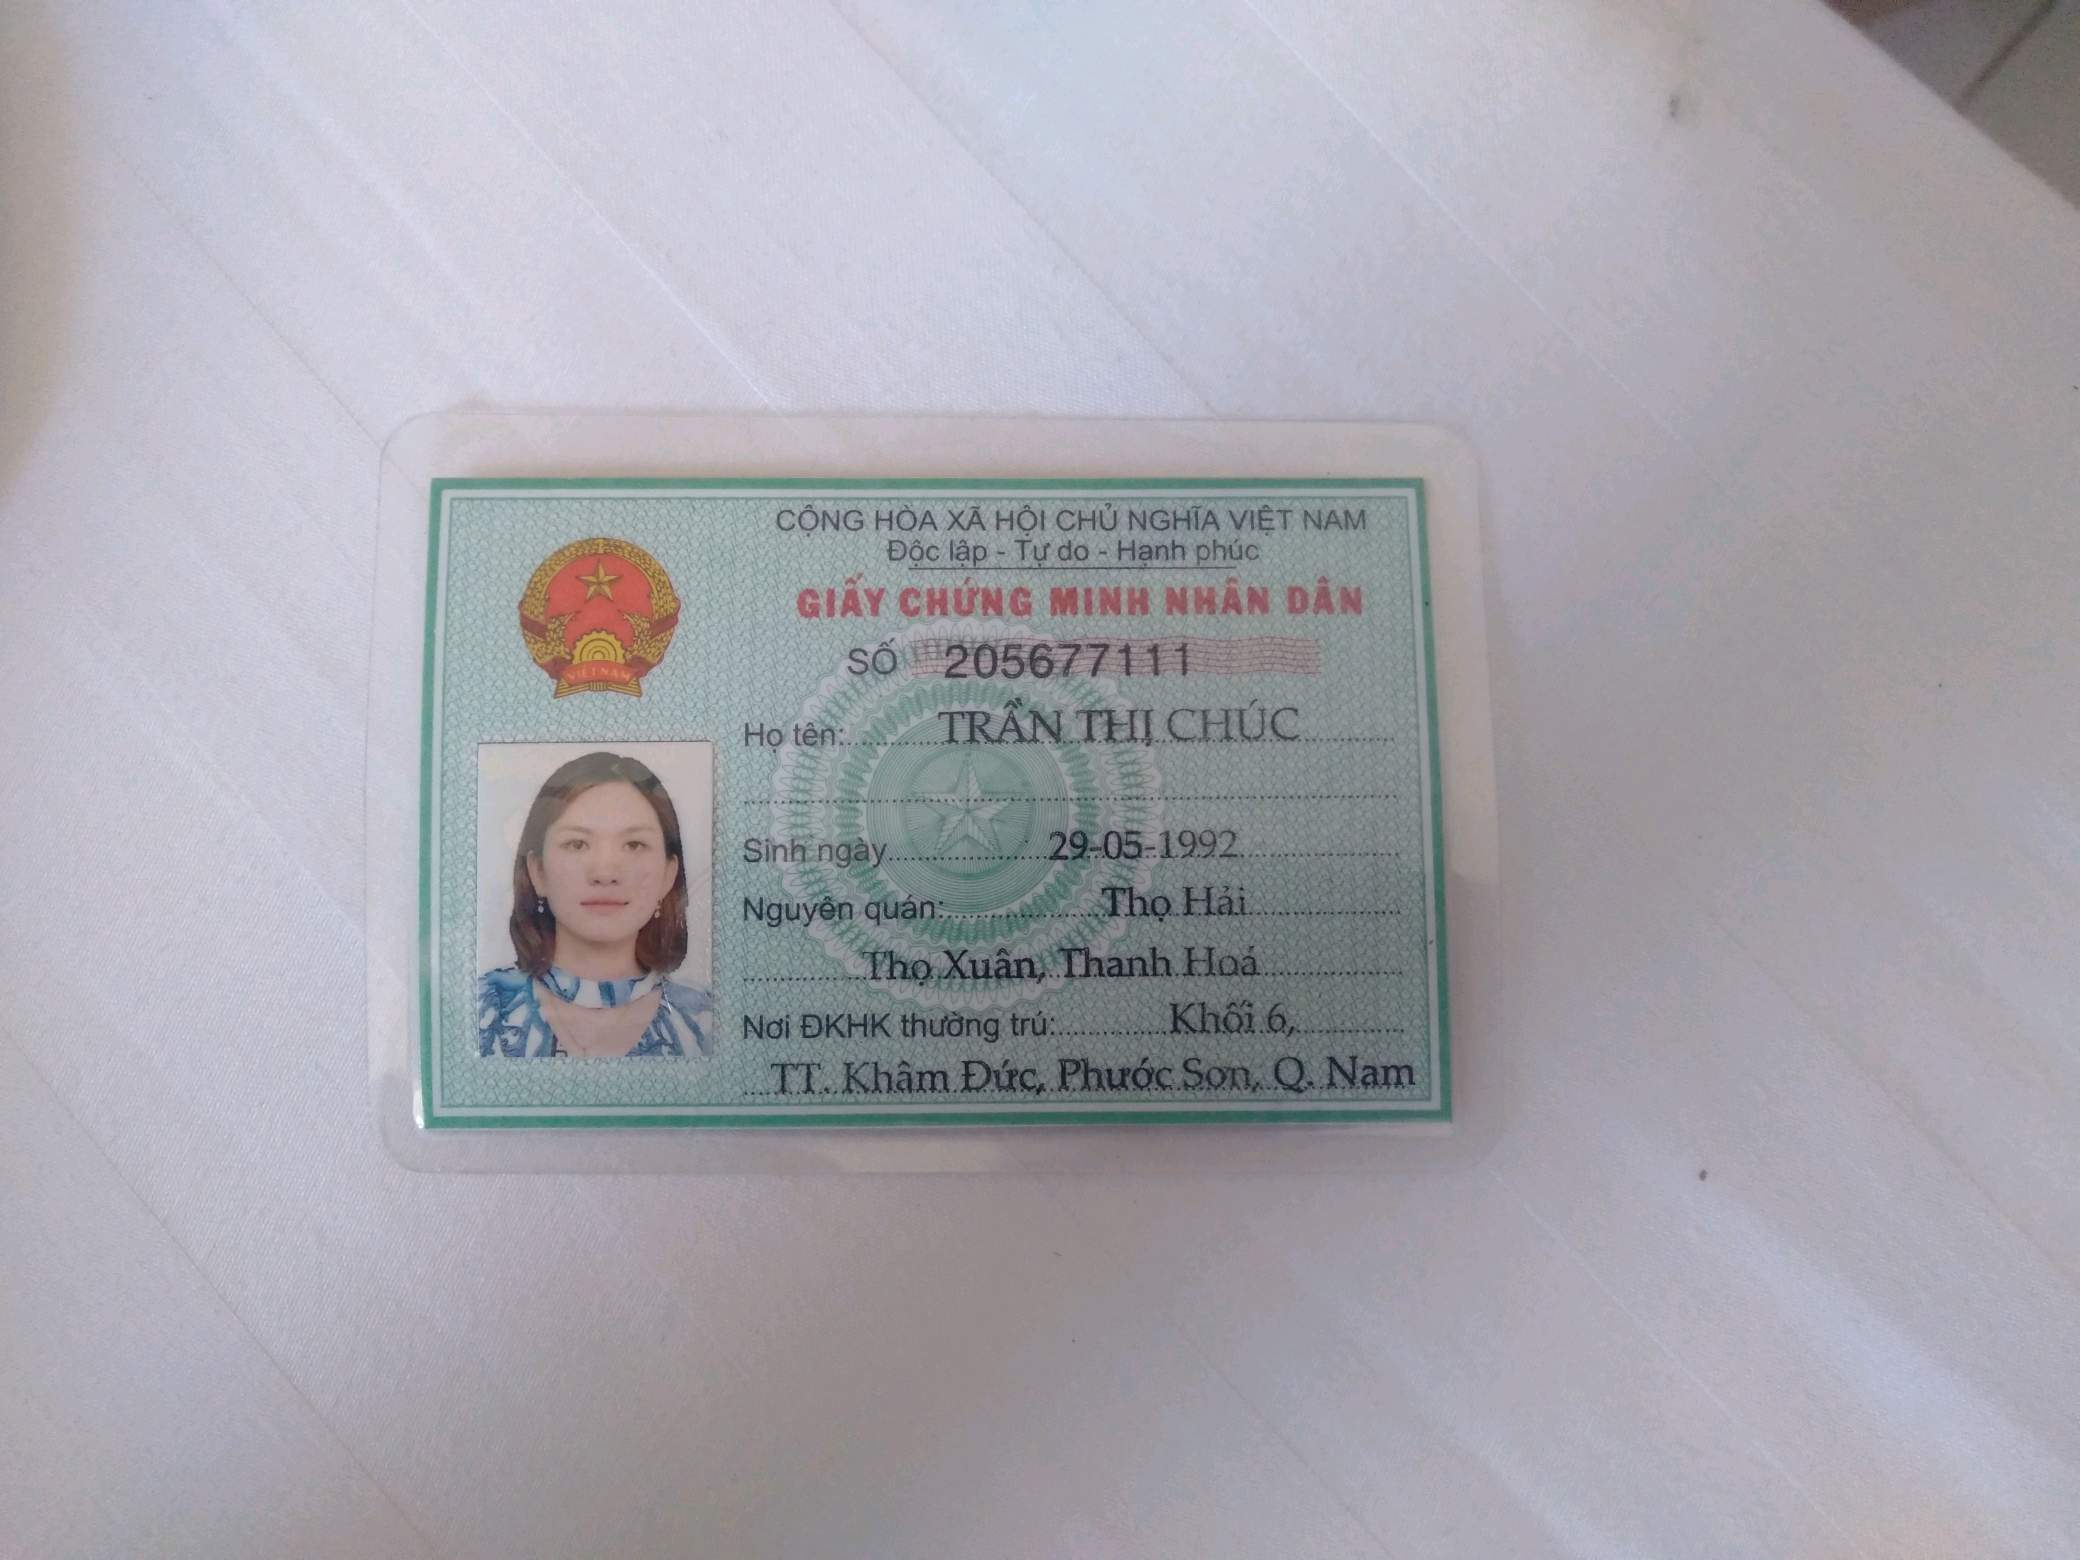 CỘNG HÒA XÃ HỘI CHỦ NGHĨA VIỆT NAM
Độc lập - Tự do - Hạnh phúc
GIẤY CHỨNG MINH NHÂN DÂN
SỐ 205677111
Họ tên: TRẦN THỊ CHÚC
Sinh ngày 29-05-1992
Nguyên quán: Thọ Hải
Thọ Xuân, Thanh Hoá
Nơi ĐKHK thường trú: Khối 6,
TT. Khâm Đức, Phước Sơn, Q. Nam
VIỆT NAM